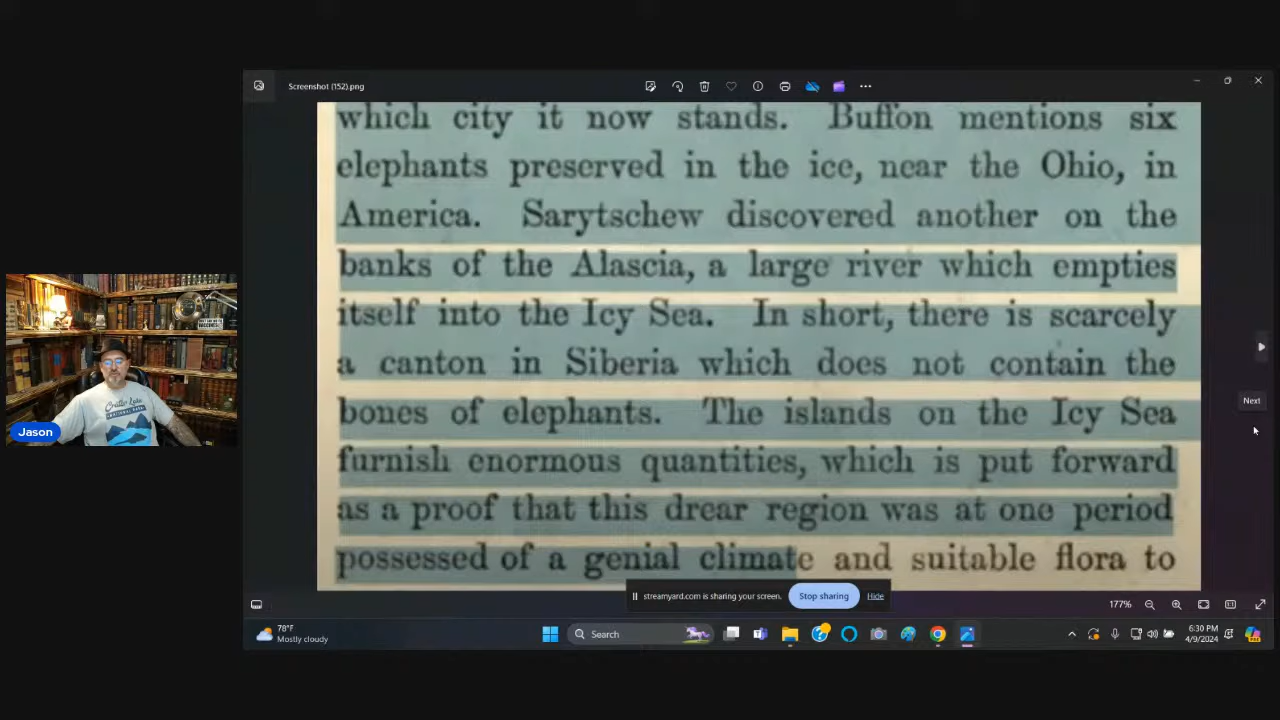 Screenshot (152).png
which city it now stands. Buffon mentions six
elephants preserved in the ice, near the Ohio, in
America. Sarytschew discovered another on the
banks of the Alascia, a large river which empties
itself into the Icy Sea. In short, there is scarcely
a canton in Siberia which does not contain the
bones of elephants. The islands on the Icy Sea
furnish enormous quantities, which is put forward
as a proof that this drear region was at one period
possessed of a genial climate and suitable flora to
Next
Jason
streamyard.com is sharing your screen.
Stop sharing
Hide
177%
78°F
Mostly cloudy
Search
6:30 PM
4/9/2024